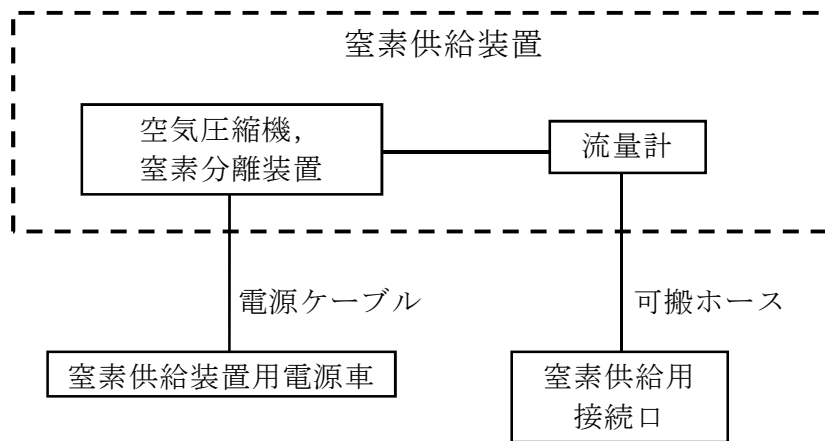 窒素供給装置
空気圧縮機,
窒素分離装置
流量計
電源ケーブル
可搬ホース
窒素供給装置用電源車
窒素供給用
接続口